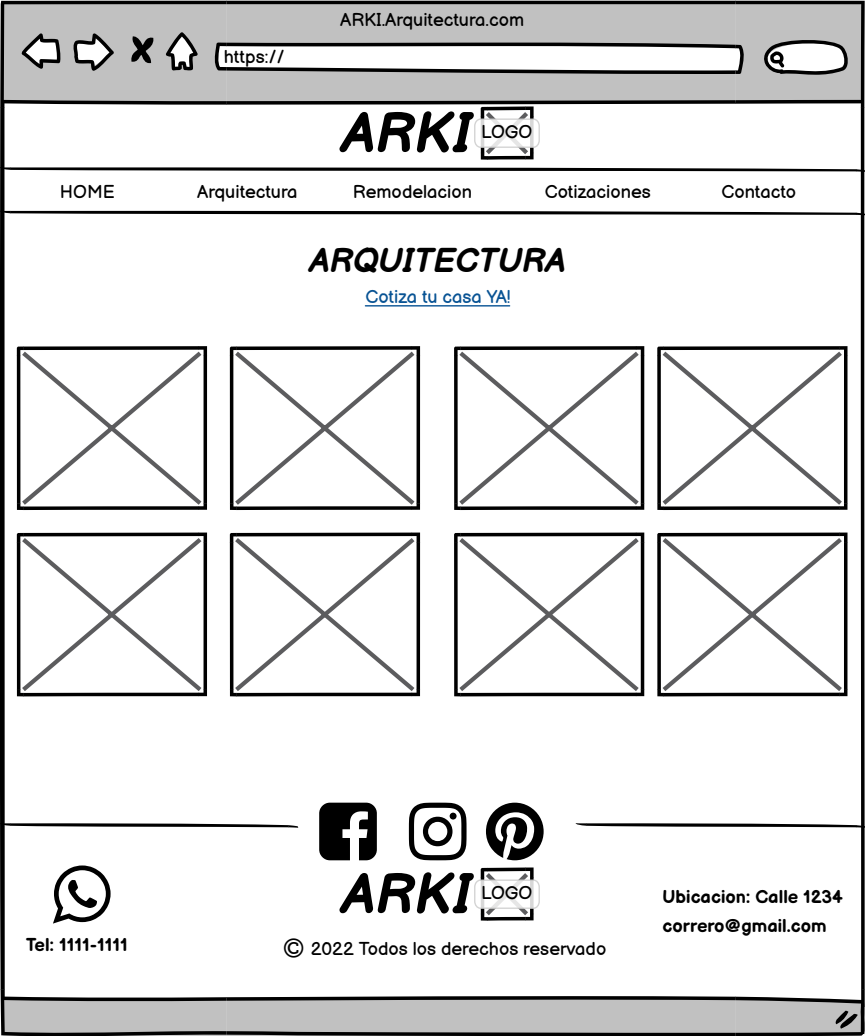 ARKI.Arquitectura.com
https://
ARKI LOGO
HOME Arquitectura Remodelacion Cotizaciones Contacto
ARQUITECTURA
Cotiza tu casa YA!
ARKI LOGO
Ubicacion: Calle 1234
correro@gmail.com
Tel: 1111-1111
© 2022 Todos los derechos reservado